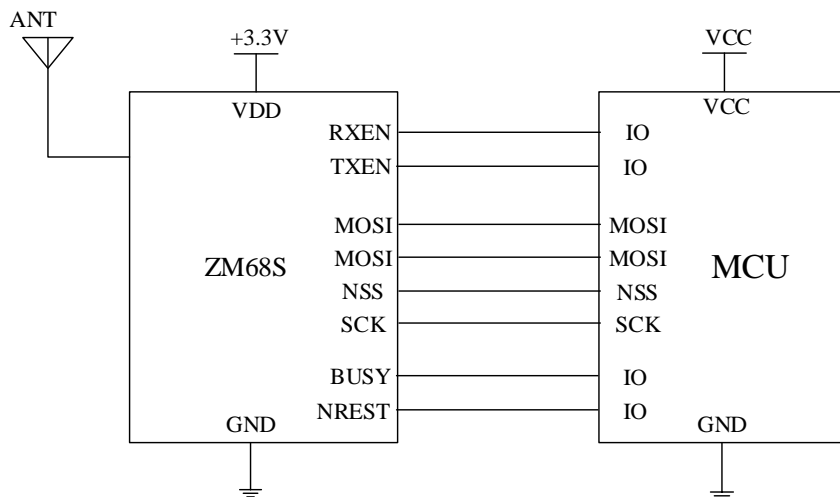 ANT
+3.3V
VCC
VDD
VCC
RXEN
IO
TXEN
IO
MOSI
MOSI
ZM68S
MOSI
MOSI
MCU
NSS
NSS
SCK
SCK
BUSY
IO
NREST
IO
GND
GND